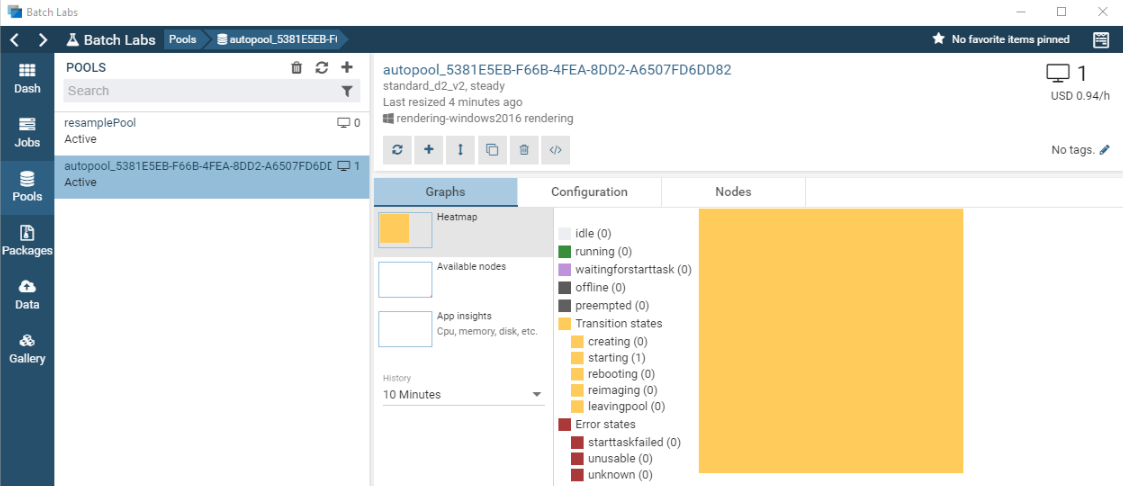 Batch Labs
Batch Labs
Pools
autopool_5381E5EB-F
No favorite items pinned
Dash
Jobs
Pools
Packages
Data
Gallery
POOLS
Search
resamplePool
0
Active
autopool_5381E5EB-F66B-4FEA-8DD2-A6507FD6DD
1
Active
autopool_5381E5EB-F66B-4FEA-8DD2-A6507FD6DD82
standard_d2_v2, steady
Last resized 4 minutes ago
rendering-windows2016 rendering
1
USD 0.94/h
No tags.
Graphs
Configuration
Nodes
Heatmap
Available nodes
App insights
Cpu, memory, disk, etc.
History
10 Minutes
idle (0)
running (0)
waitingforstarttask (0)
offline (0)
preempted (0)
Transition states
creating (0)
starting (1)
rebooting (0)
reimaging (0)
leavingpool (0)
Error states
starttaskfailed (0)
unusable (0)
unknown (0)